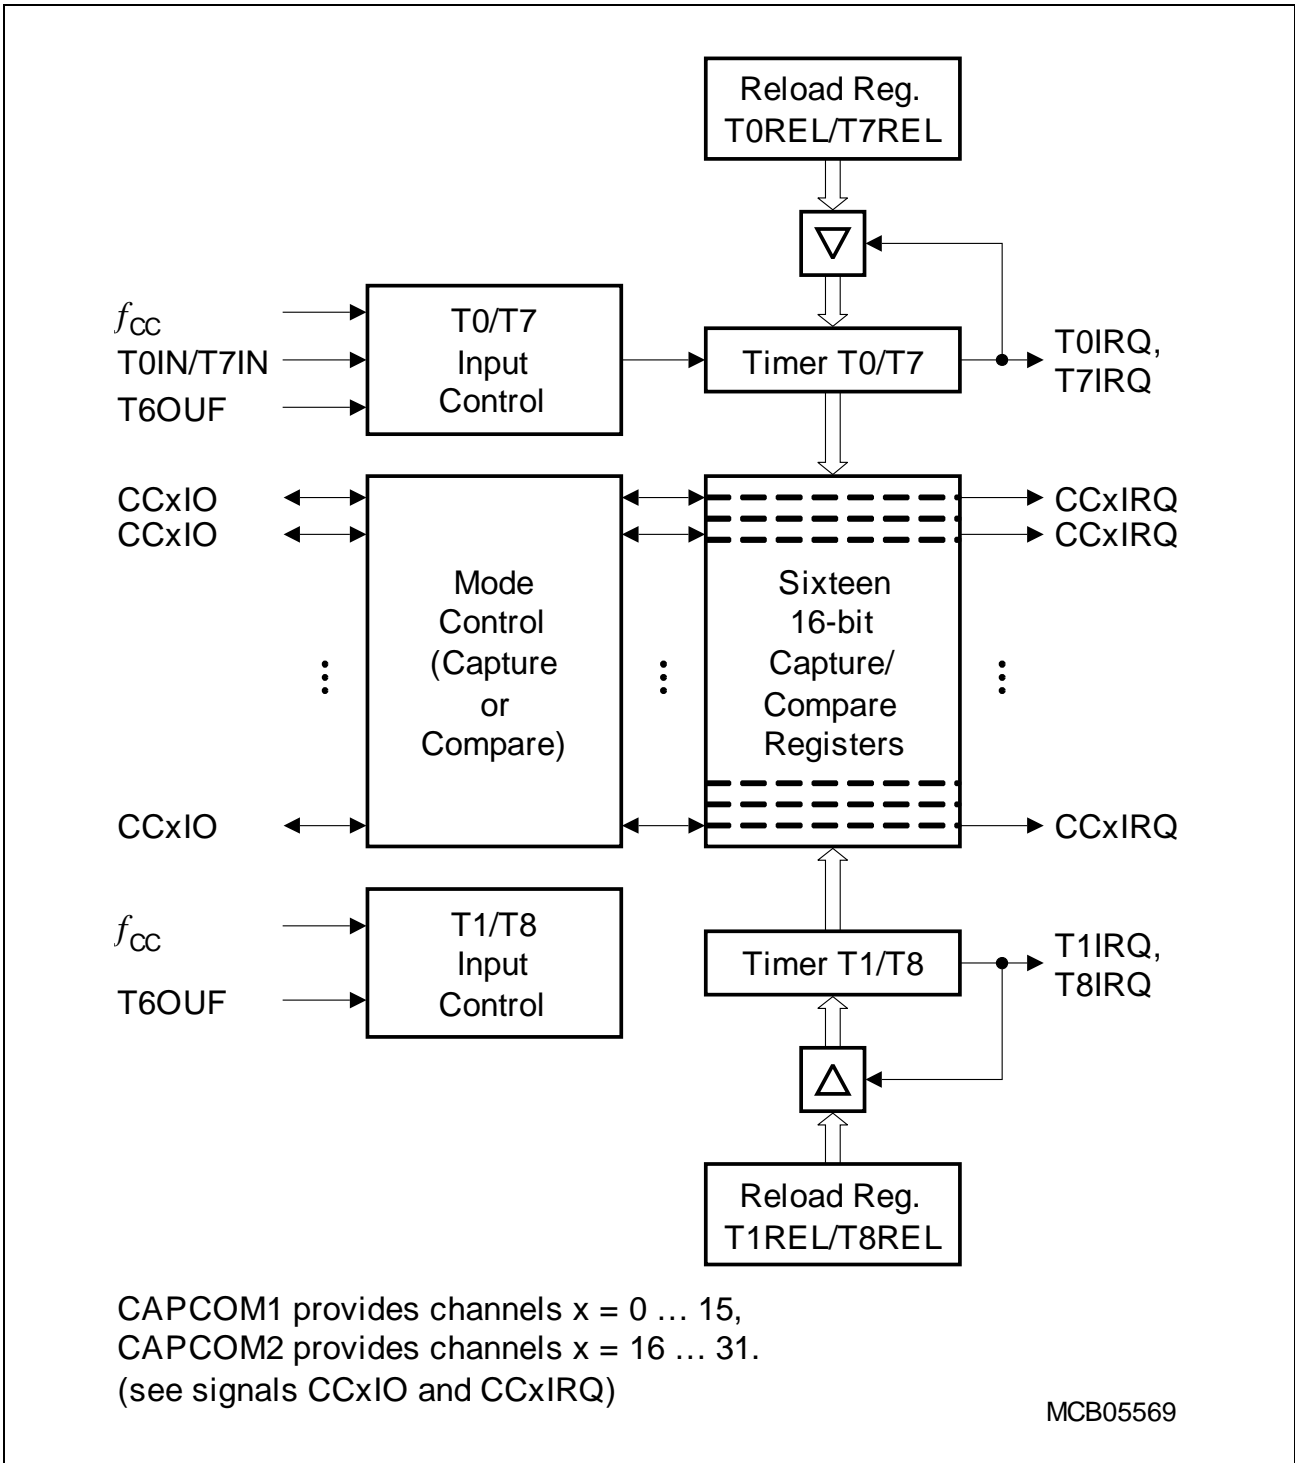 Reload Reg.
T0REL/T7REL
f CC
T0IN/T7IN
T6OUF
T0/T7
Input
Control
Timer T0/T7
T0IRQ,
T7IRQ
CCxIO
CCxIO
CCxIO
Mode
Control
(Capture
or
Compare)
Sixteen
16-bit
Capture/
Compare
Registers
CCxIRQ
CCxIRQ
CCxIRQ
f CC
T6OUF
T1/T8
Input
Control
Timer T1/T8
T1IRQ,
T8IRQ
Reload Reg.
T1REL/T8REL
CAPCOM1 provides channels x = 0 … 15,
CAPCOM2 provides channels x = 16 … 31.
(see signals CCxIO and CCxIRQ)
MCB05569